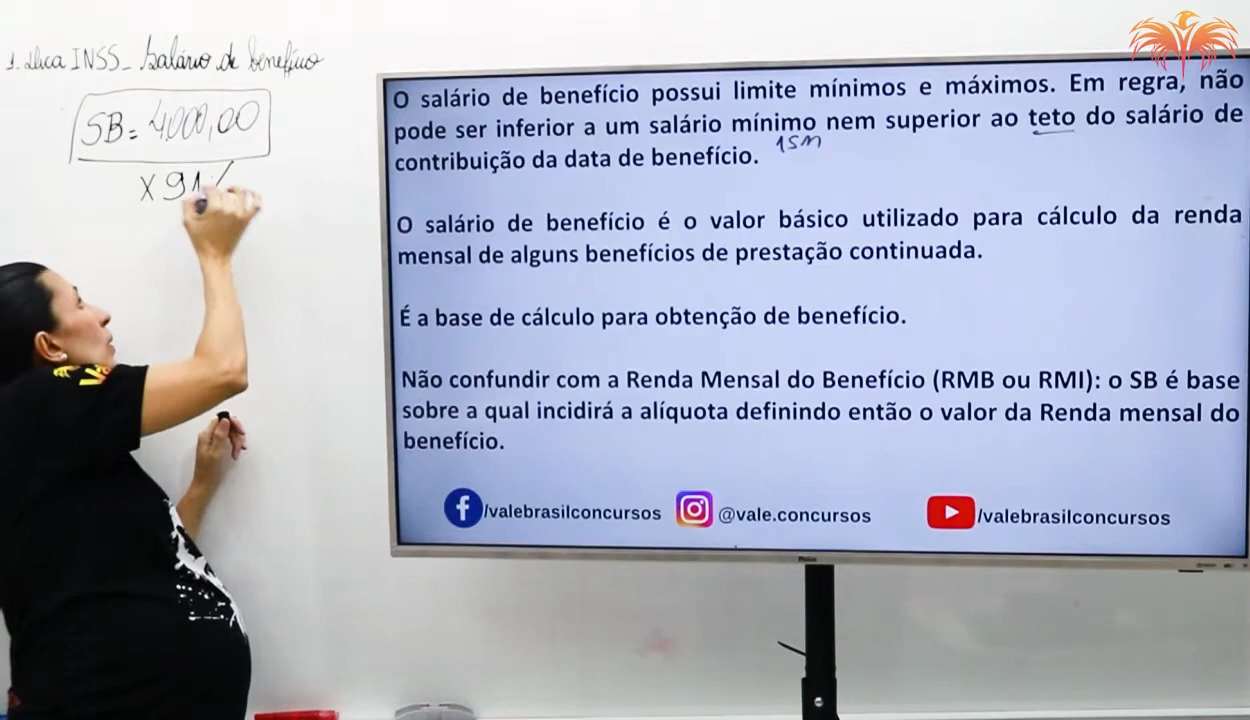 1. Dica INSS - Salário de benefício
SB = 4.000,00
X 91%
O salário de benefício possui limite mínimos e máximos. Em regra, não
pode ser inferior a um salário mínimo nem superior ao teto do salário de
1SM
contribuição da data de benefício.
O salário de benefício é o valor básico utilizado para cálculo da renda
mensal de alguns benefícios de prestação continuada.
É a base de cálculo para obtenção de benefício.
Não confundir com a Renda Mensal do Benefício (RMB ou RMI): o SB é base
sobre a qual incidirá a alíquota definindo então o valor da Renda mensal do
benefício.
/valebrasilconcursos @vale.concursos /valebrasilconcursos